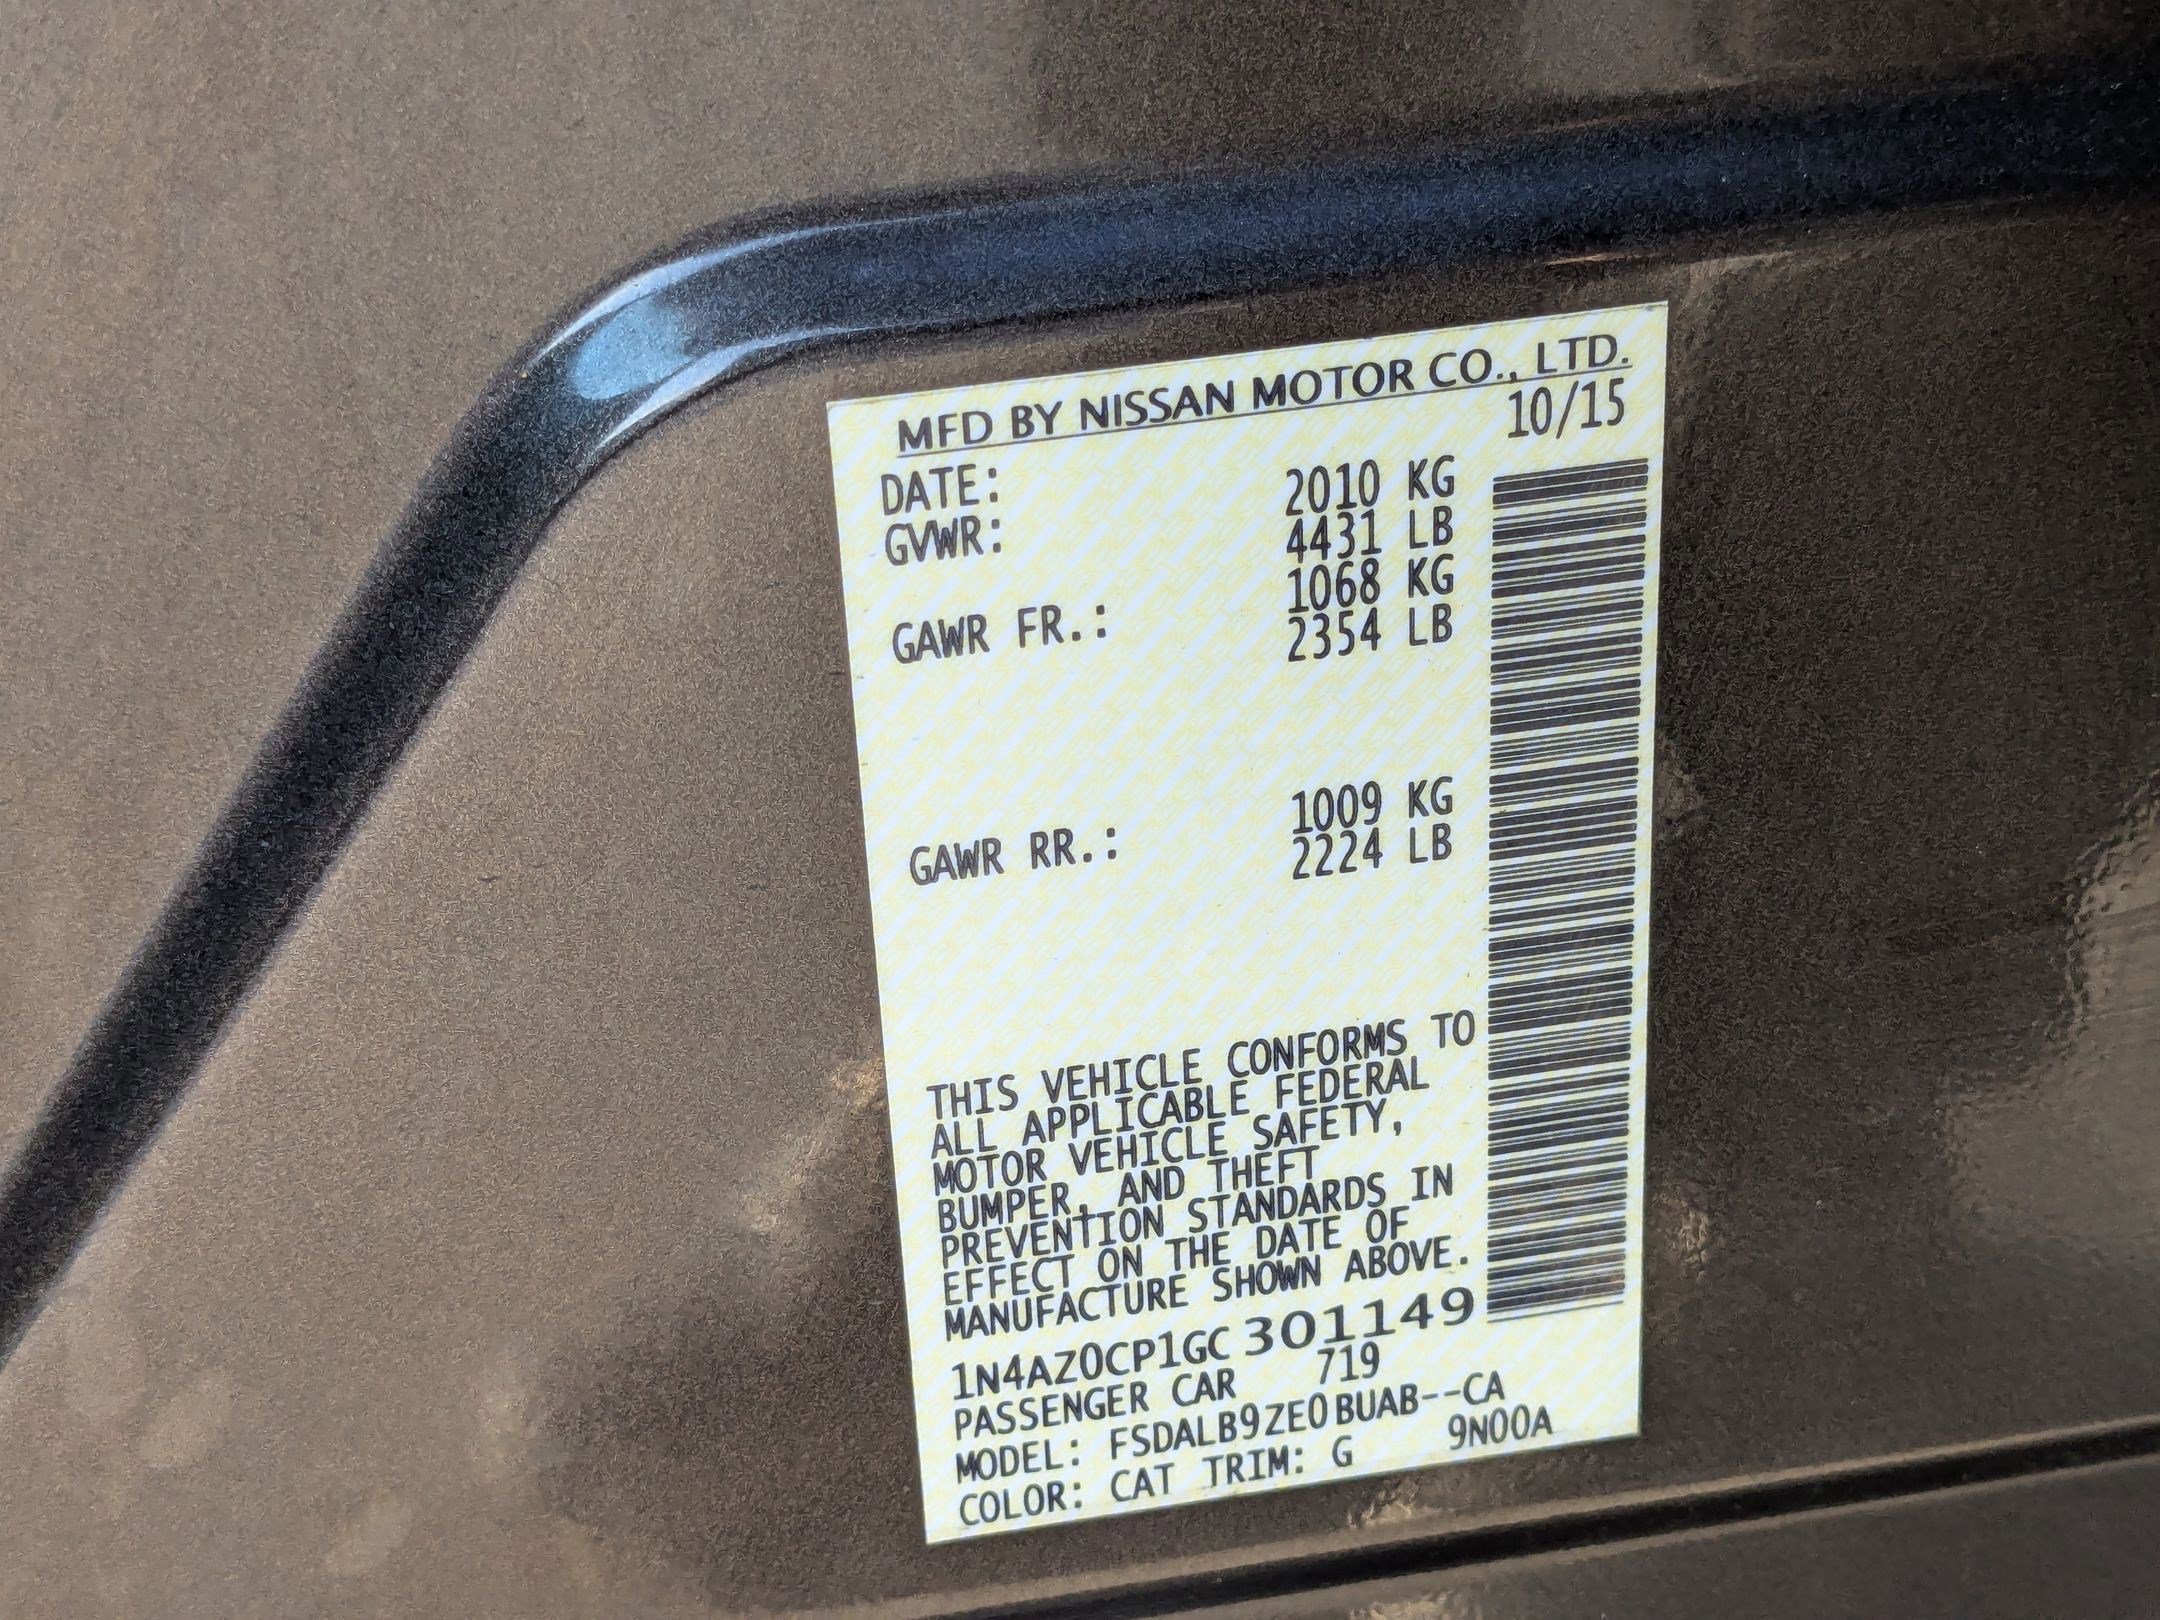 MFD BY NISSAN MOTOR CO., LTD.
DATE: 10/15
GVWR: 2010 KG
4431 LB
GAWR FR.: 1068 KG
2354 LB
GAWR RR.: 1009 KG
2224 LB
THIS VEHICLE CONFORMS TO
ALL APPLICABLE FEDERAL
MOTOR VEHICLE SAFETY,
BUMPER, AND THEFT
PREVENTION STANDARDS IN
EFFECT ON THE DATE OF
MANUFACTURE SHOWN ABOVE.
1N4AZ0CP1GC301149
PASSENGER CAR 719
MODEL: FSDALB9ZE0BUAB--CA
COLOR: CAT TRIM: G 9N00A